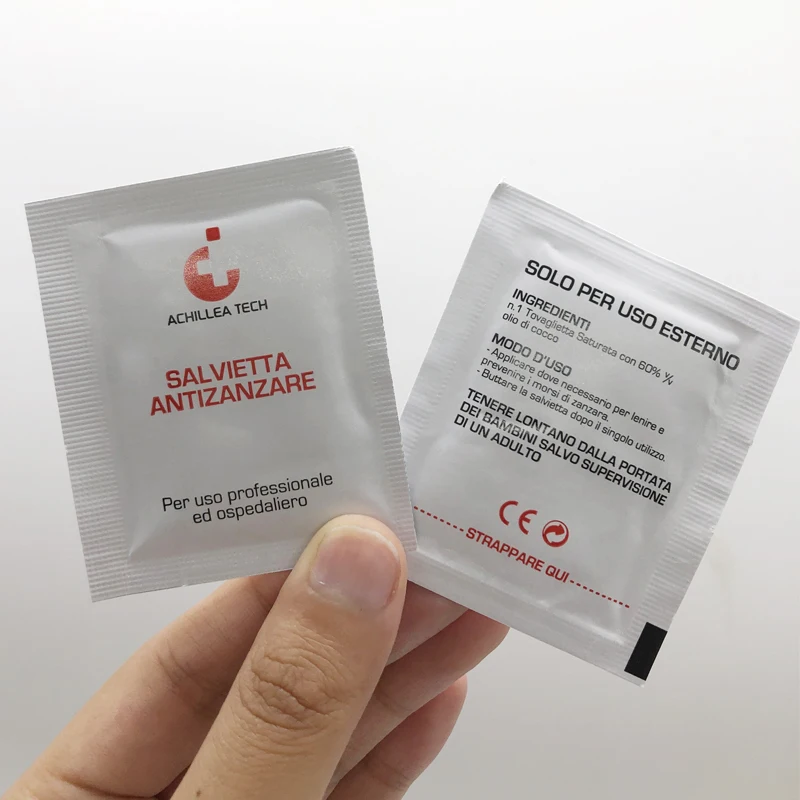 ACHILLEA TECH
SALVIETTA
ANTIZANZARE
Per uso professionale
ed ospedaliero
SOLO PER USO ESTERNO
INGREDIENTI
n.1 Tovaglietta Saturata con 60% v/v
olio di cocco
MODO D'USO
- Applicare dove necessario per lenire e
prevenire i morsi di zanzara.
- Buttare la salvietta dopo il singolo utilizzo.
TENERE LONTANO DALLA PORTATA
DEI BAMBINI SALVO SUPERVISIONE
DI UN ADULTO
CE
STRAPPARE QUI